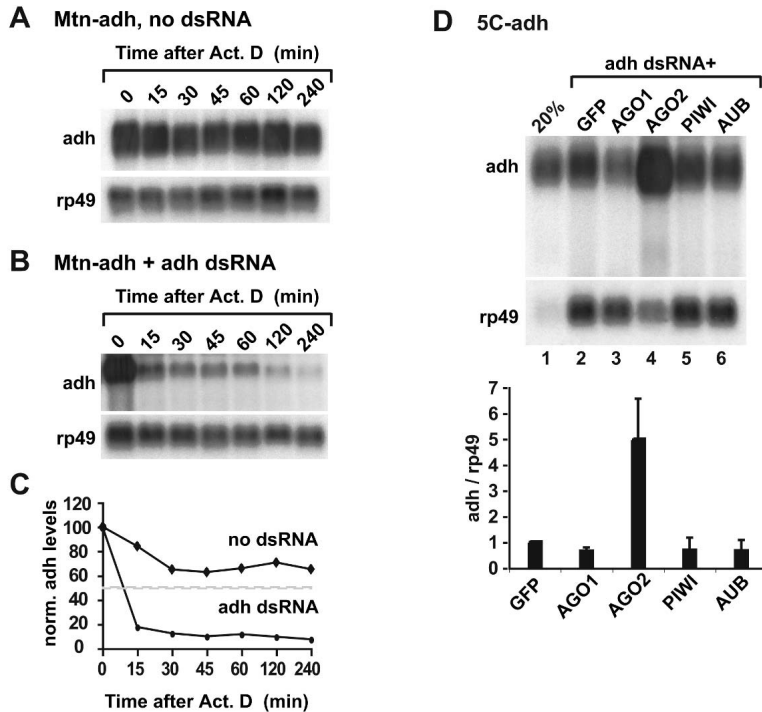 A Mtn-adh, no dsRNA
Time after Act. D (min)
0 15 30 45 60 120 240
adh
rp49
B Mtn-adh + adh dsRNA
Time after Act. D (min)
0 15 30 45 60 120 240
adh
rp49
C
norm. adh levels
120
100
80
60
40
20
0
no dsRNA
adh dsRNA
0 15 30 45 60 120 240
Time after Act. D (min)
D 5C-adh
adh dsRNA+
20% GFP AGO1 AGO2 PIWI AUB
adh
rp49
1 2 3 4 5 6
adh / rp49
7
6
5
4
3
2
1
0
GFP AGO1 AGO2 PIWI AUB